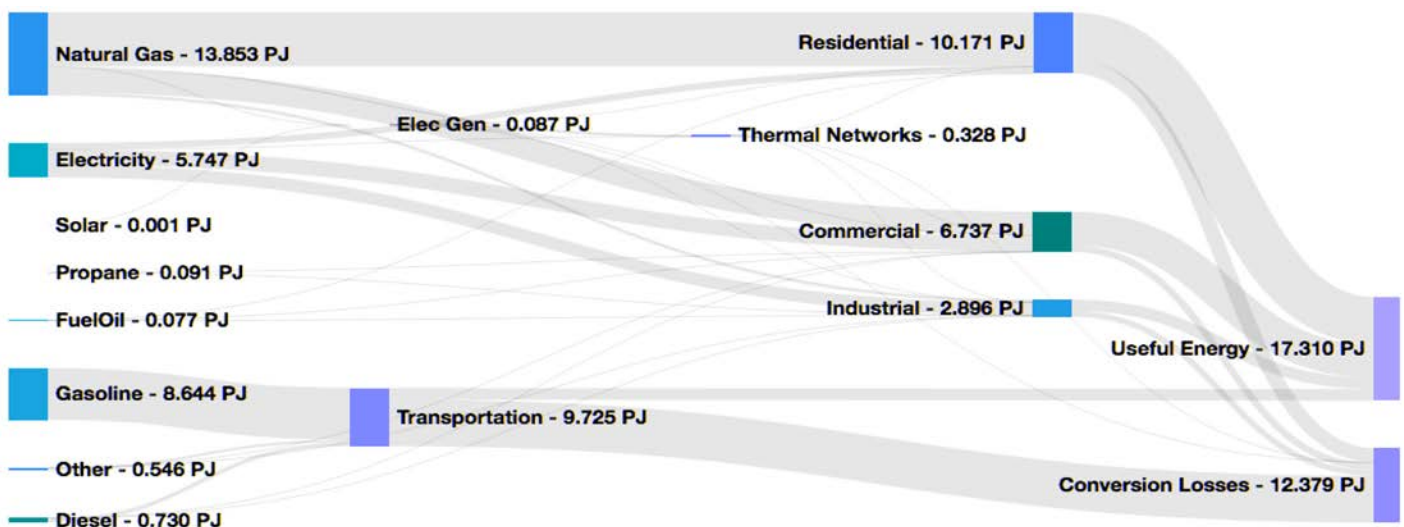 Natural Gas - 13.853 PJ
Residential - 10.171 PJ
Elec Gen - 0.087 PJ
Thermal Networks - 0.328 PJ
Electricity - 5.747 PJ
Solar - 0.001 PJ
Commercial - 6.737 PJ
Propane - 0.091 PJ
Industrial - 2.896 PJ
FuelOil - 0.077 PJ
Useful Energy - 17.310 PJ
Gasoline - 8.644 PJ
Transportation - 9.725 PJ
Other - 0.546 PJ
Conversion Losses - 12.379 PJ
Diesel - 0.730 PJ